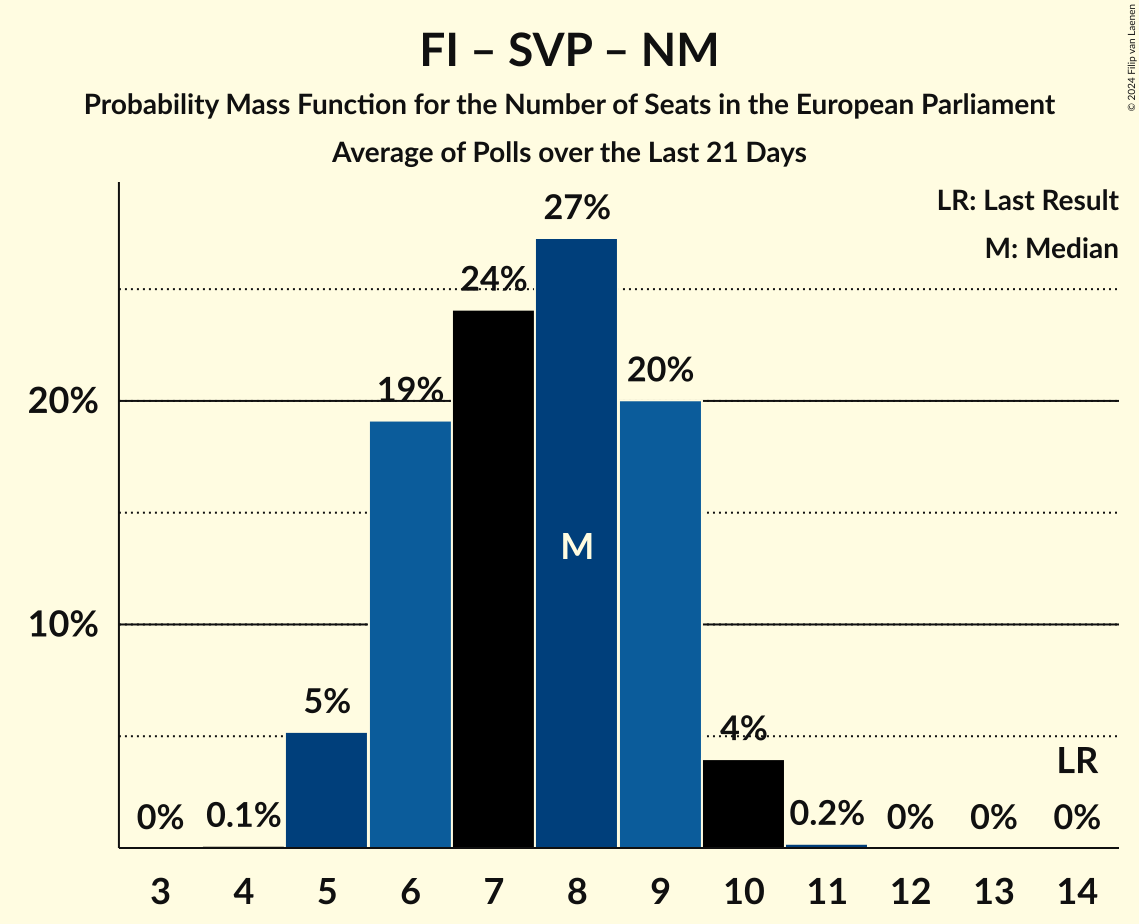 FI – SVP – NM
Probability Mass Function for the Number of Seats in the European Parliament
Average of Polls over the Last 21 Days
© 2024 Filip van Laenen
LR: Last Result
M: Median
27%
24%
20%
19%
20%
M
10%
5%
4%
LR
0% 0.1% 0.2% 0% 0% 0%
3 4 5 6 7 8 9 10 11 12 13 14